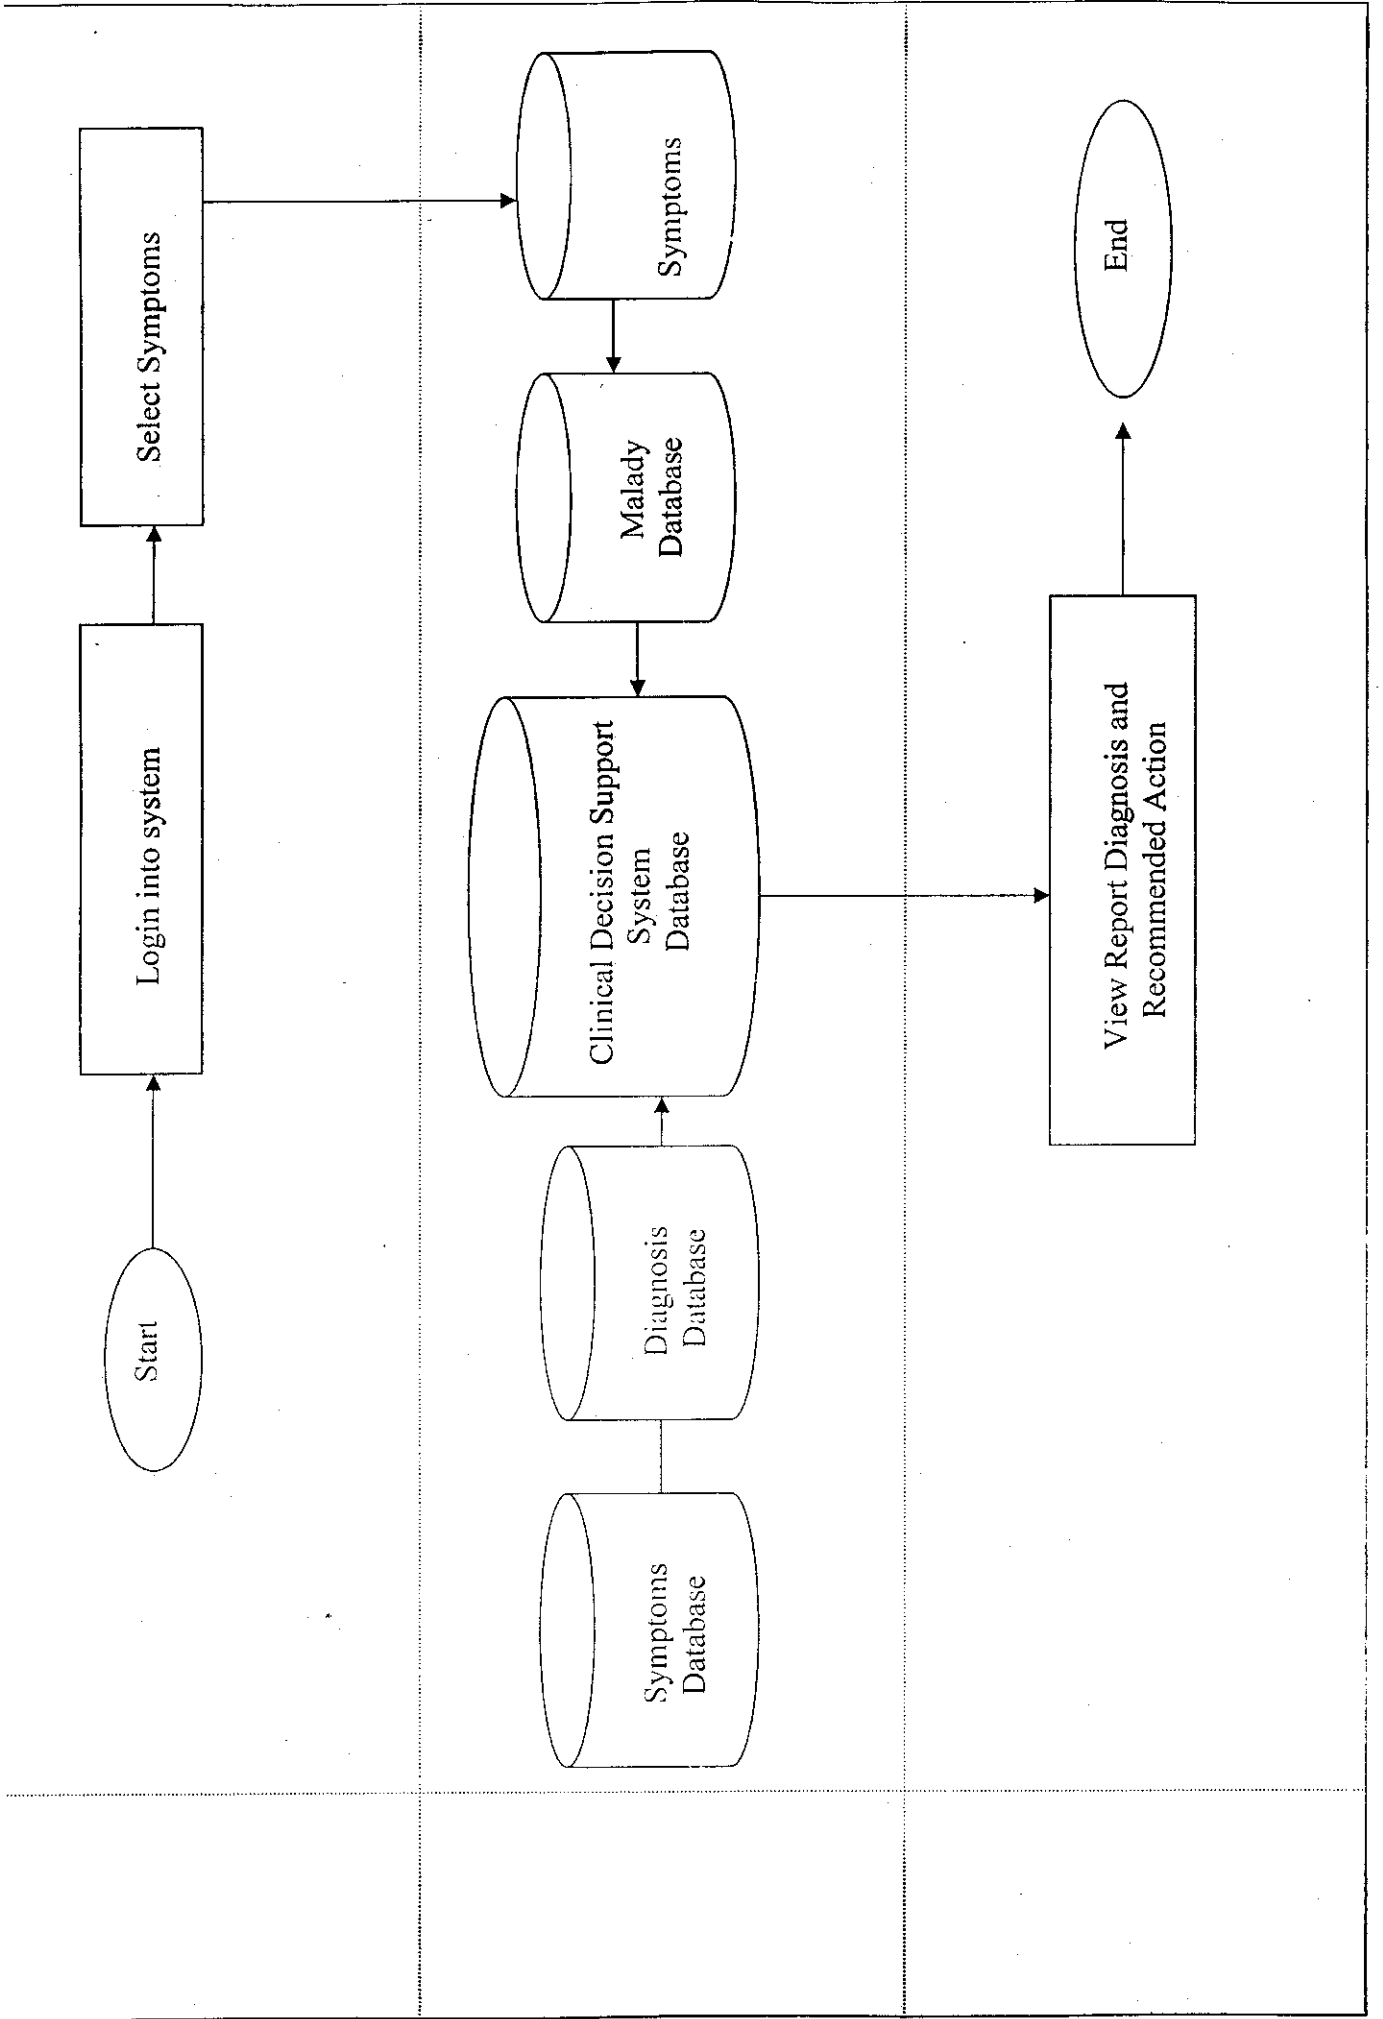 Start
Login into system
Select Symptoms
Symptoms
Database
Diagnosis
Database
Clinical Decision Support
System
Database
Malady
Database
Symptoms
View Report Diagnosis and
Recommended Action
End